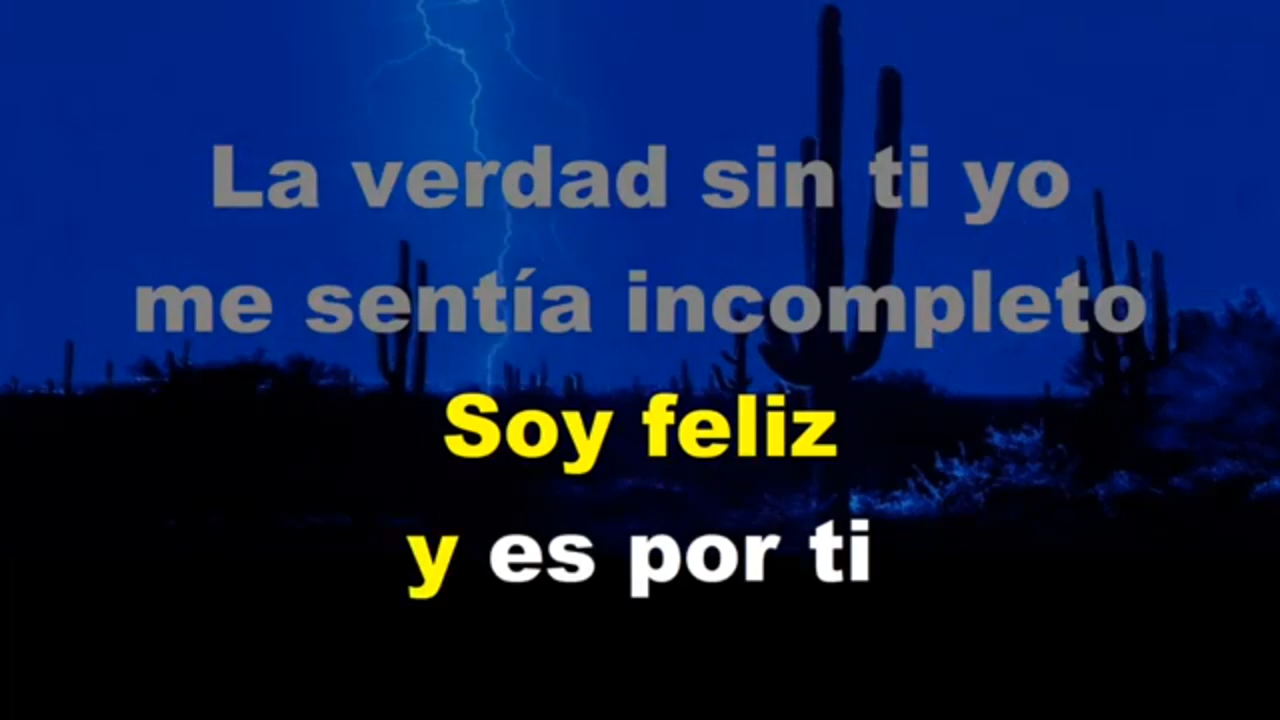 La verdad sin ti yo
me sentía incompleto
Soy feliz
y es por ti